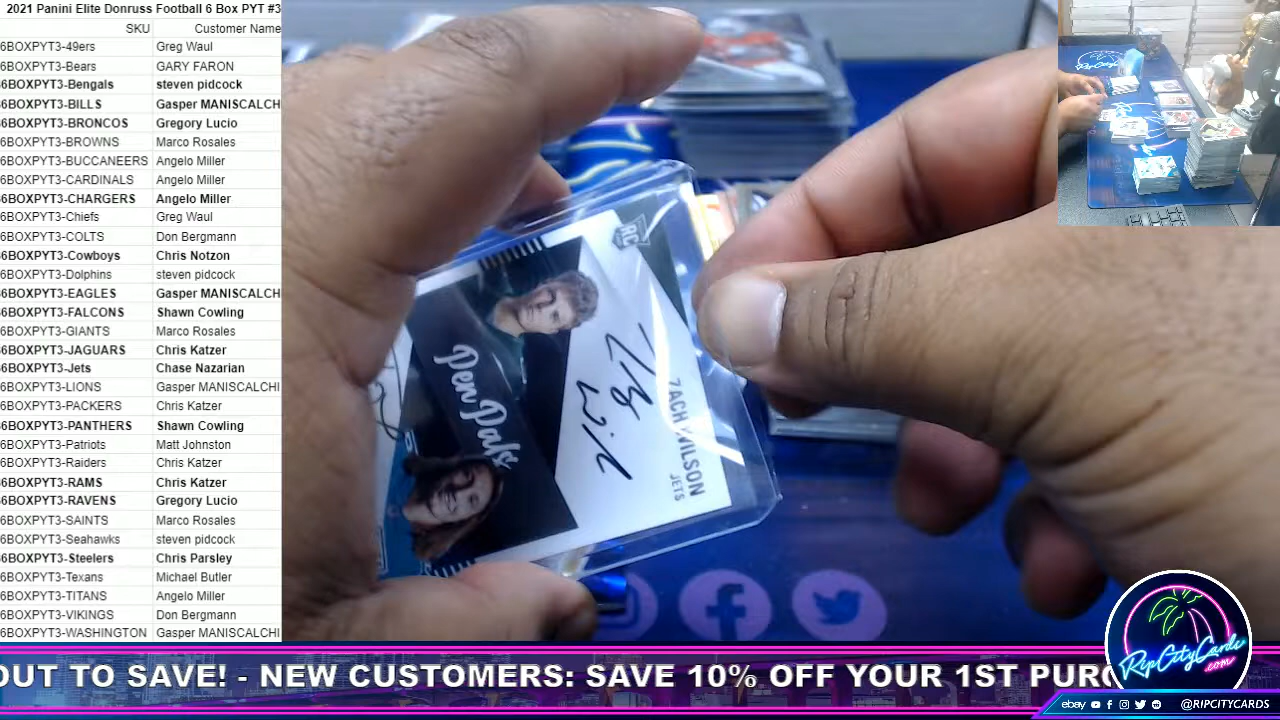 2021 Panini Elite Donruss Football 6 Box PYT #3
SKU Customer Name
6BOXPYT3-49ers Greg Waul
6BOXPYT3-Bears GARY FARON
6BOXPYT3-Bengals steven pidcock
6BOXPYT3-BILLS Gasper MANISCALCH
6BOXPYT3-BRONCOS Gregory Lucio
6BOXPYT3-BROWNS Marco Rosales
6BOXPYT3-BUCCANEERS Angelo Miller
6BOXPYT3-CARDINALS Angelo Miller
6BOXPYT3-CHARGERS Angelo Miller
6BOXPYT3-Chiefs Greg Waul
6BOXPYT3-COLTS Don Bergmann
6BOXPYT3-Cowboys Chris Notzon
6BOXPYT3-Dolphins steven pidcock
6BOXPYT3-EAGLES Gasper MANISCALCH
6BOXPYT3-FALCONS Shawn Cowling
6BOXPYT3-GIANTS Marco Rosales
6BOXPYT3-JAGUARS Chris Katzer
6BOXPYT3-Jets Chase Nazarian
6BOXPYT3-LIONS Gasper MANISCALCHI
6BOXPYT3-PACKERS Chris Katzer
6BOXPYT3-PANTHERS Shawn Cowling
6BOXPYT3-Patriots Matt Johnston
6BOXPYT3-Raiders Chris Katzer
6BOXPYT3-RAMS Chris Katzer
6BOXPYT3-RAVENS Gregory Lucio
6BOXPYT3-SAINTS Marco Rosales
6BOXPYT3-Seahawks steven pidcock
6BOXPYT3-Steelers Chris Parsley
6BOXPYT3-Texans Michael Butler
6BOXPYT3-TITANS Angelo Miller
6BOXPYT3-VIKINGS Don Bergmann
6BOXPYT3-WASHINGTON Gasper MANISCALCHI
RC
Pen Pals
ZACH WILSON
JETS
OUT TO SAVE! - NEW CUSTOMERS: SAVE 10% OFF YOUR 1ST PURC
RipCityCards
.com
ebay @RIPCITYCARDS